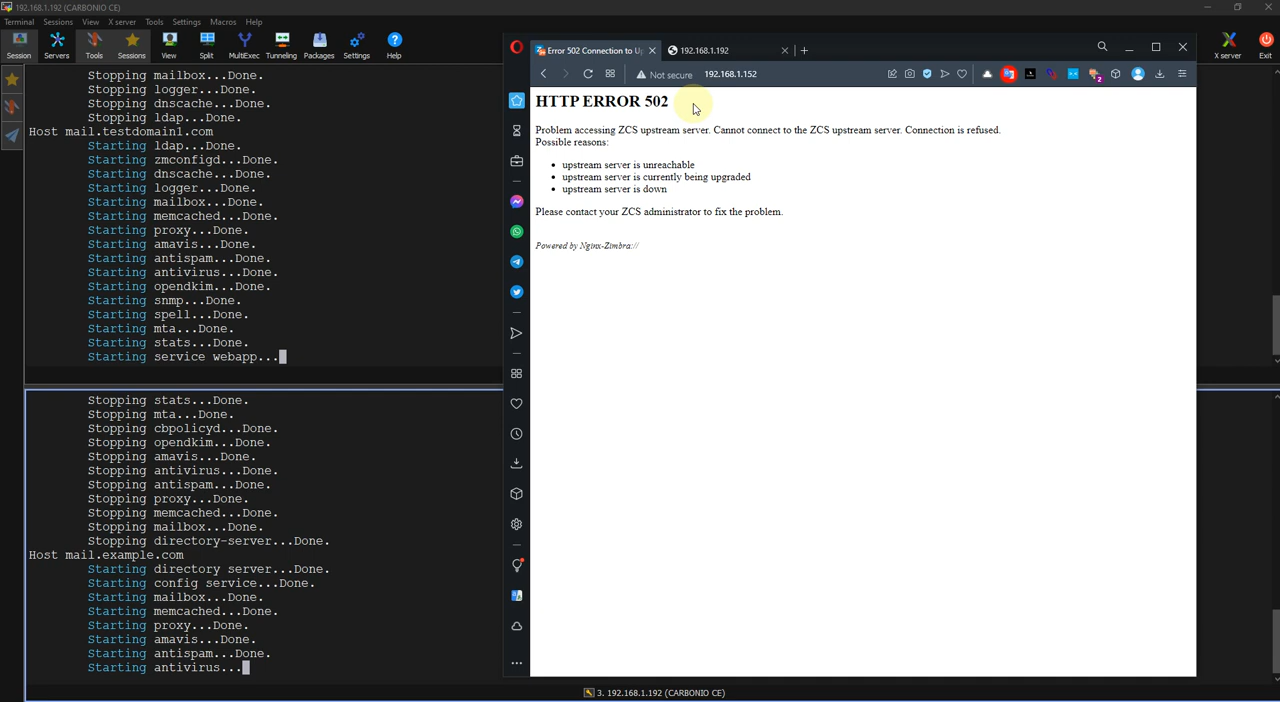 192.168.1.192 (CARBONIO CE)
Terminal Sessions View X server Tools Settings Macros Help
Session Servers Tools Sessions View Split MultiExec Tunneling Packages Settings Help X server Exit
Stopping mailbox...Done.
Stopping logger...Done.
Stopping dnscache...Done.
Stopping ldap...Done.
Host mail.testdomain1.com
Starting ldap...Done.
Starting zmconfigd...Done.
Starting dnscache...Done.
Starting logger...Done.
Starting mailbox...Done.
Starting memcached...Done.
Starting proxy...Done.
Starting amavis...Done.
Starting antispam...Done.
Starting antivirus...Done.
Starting opendkim...Done.
Starting snmp...Done.
Starting spell...Done.
Starting mta...Done.
Starting stats...Done.
Starting service webapp...
Stopping stats...Done.
Stopping mta...Done.
Stopping cbpolicyd...Done.
Stopping opendkim...Done.
Stopping amavis...Done.
Stopping antivirus...Done.
Stopping antispam...Done.
Stopping proxy...Done.
Stopping memcached...Done.
Stopping mailbox...Done.
Stopping directory-server...Done.
Host mail.example.com
Starting directory server...Done.
Starting config service...Done.
Starting mailbox...Done.
Starting memcached...Done.
Starting proxy...Done.
Starting amavis...Done.
Starting antispam...Done.
Starting antivirus...
Error 502 Connection to Up
192.168.1.192
Not secure 192.168.1.152
2
HTTP ERROR 502
Problem accessing ZCS upstream server. Cannot connect to the ZCS upstream server. Connection is refused.
Possible reasons:
• upstream server is unreachable
• upstream server is currently being upgraded
• upstream server is down
Please contact your ZCS administrator to fix the problem.
Powered by Nginx-Zimbra://
3. 192.168.1.192 (CARBONIO CE)